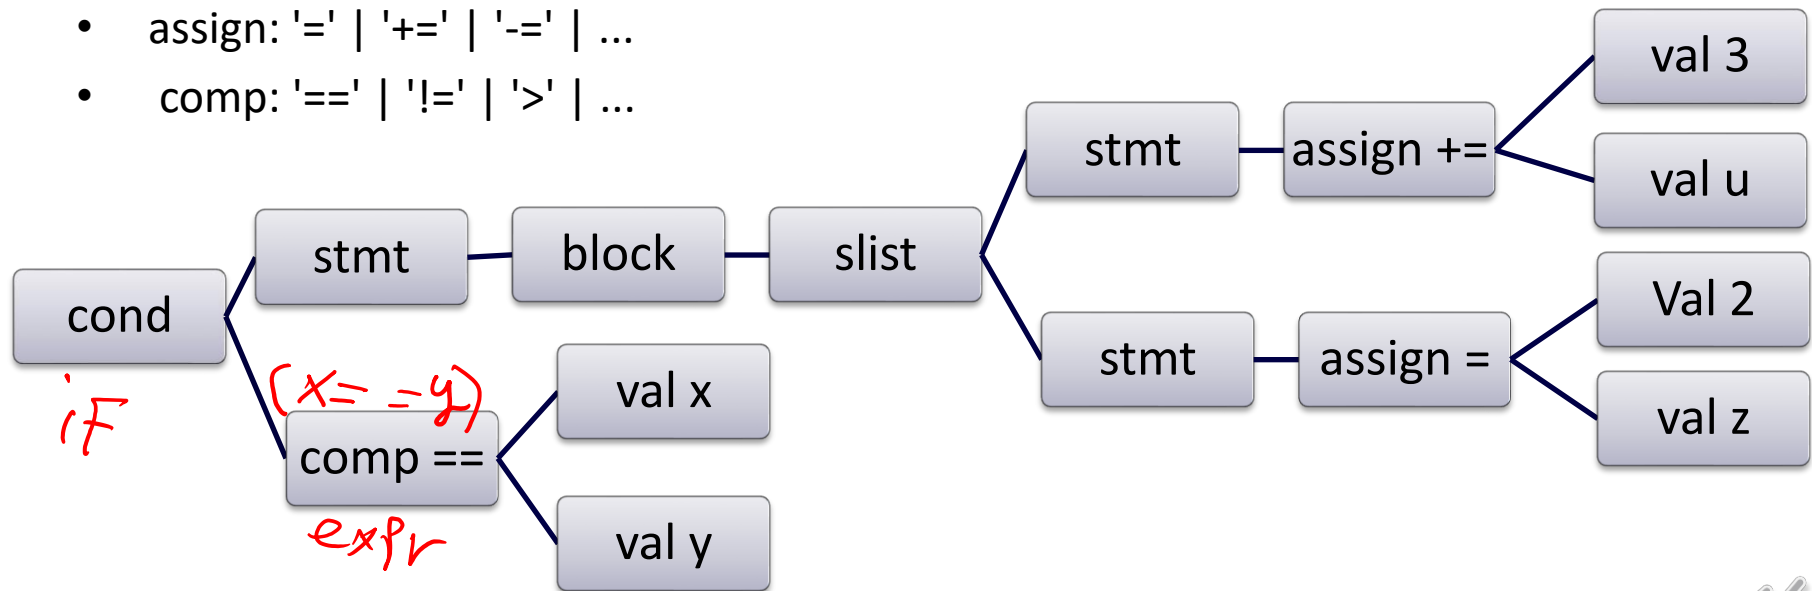 • assign: '=' | '+=' | '-=' | ...
• comp: '==' | '!=' | '>' | ...
val 3
stmt
assign +=
val u
stmt
block
slist
cond
Val 2
stmt
assign =
val z
if
(x==y)
val x
comp ==
expr
val y